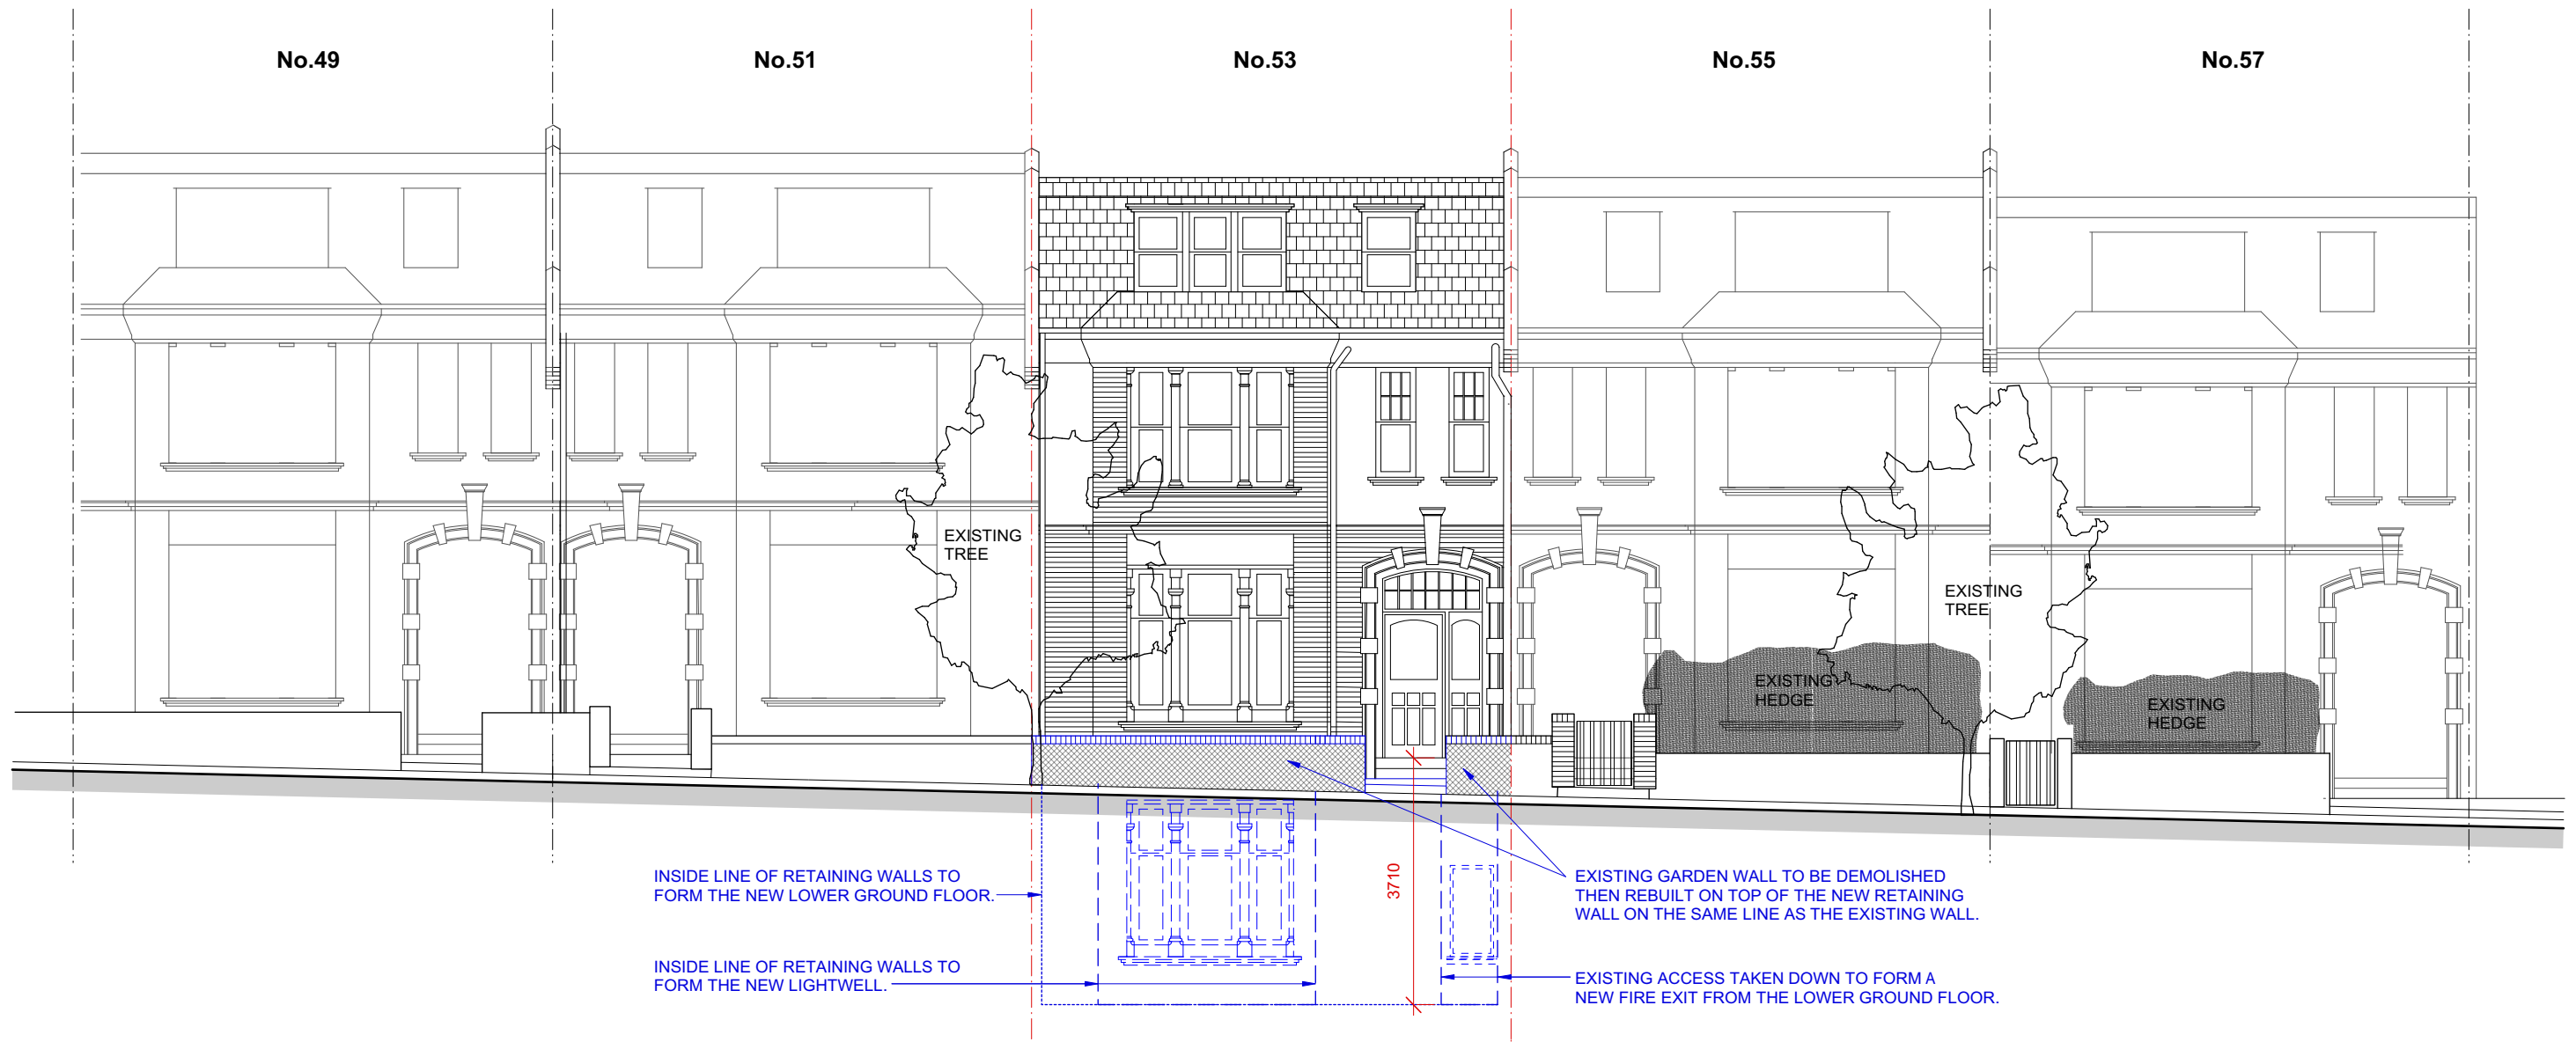 No.49
No.51
No.53
No.55
No.57
EXISTING
TREE
EXISTING
TREE
EXISTING
HEDGE
EXISTING
HEDGE
INSIDE LINE OF RETAINING WALLS TO
FORM THE NEW LOWER GROUND FLOOR.
3710
EXISTING GARDEN WALL TO BE DEMOLISHED
THEN REBUILT ON TOP OF THE NEW RETAINING
WALL ON THE SAME LINE AS THE EXISTING WALL.
INSIDE LINE OF RETAINING WALLS TO
FORM THE NEW LIGHTWELL.
EXISTING ACCESS TAKEN DOWN TO FORM A
NEW FIRE EXIT FROM THE LOWER GROUND FLOOR.